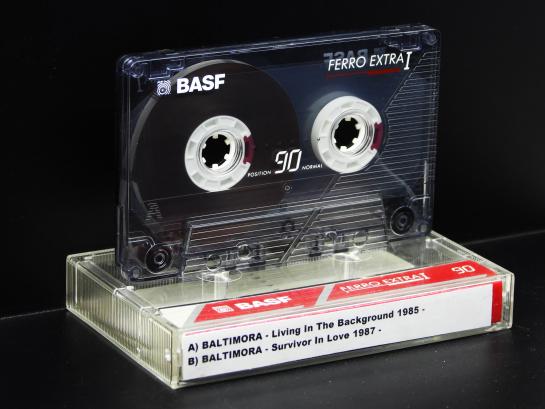 BASF
FERRO EXTRA I
BASF
POSITION 90 NORMAL
BASF
FERRO EXTRA I
90
A) BALTIMORA - Living In The Background 1985 -
B) BALTIMORA - Survivor In Love 1987 -